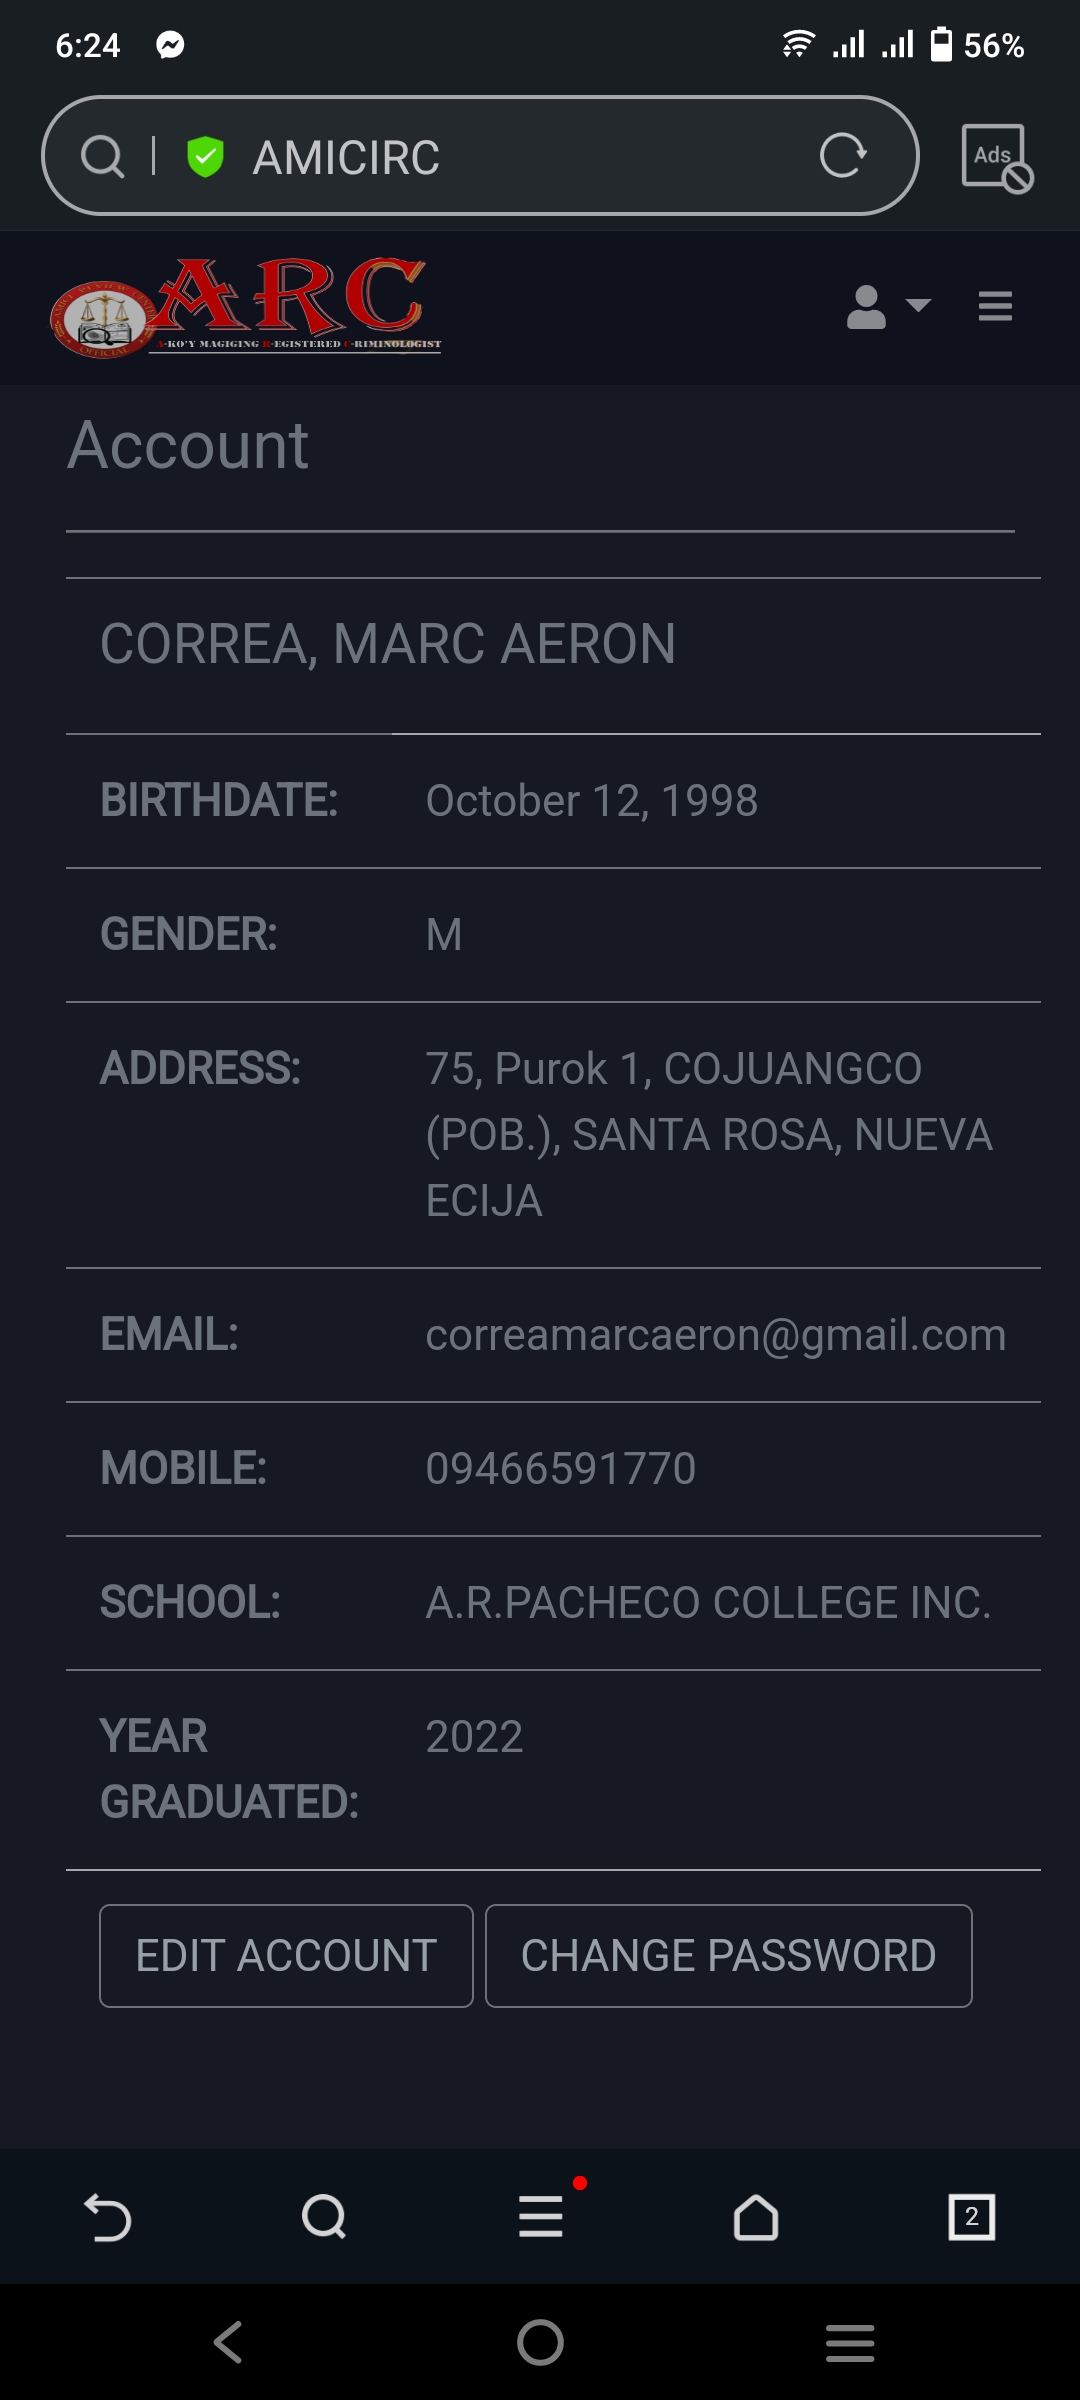 6:24
56%
AMICIRC
Ads
ARC
A-KO'Y MAGIGING R-EGISTERED C-RIMINOLOGIST
OFFICIAL
Account
CORREA, MARC AERON
BIRTHDATE: October 12, 1998
GENDER: M
ADDRESS: 75, Purok 1, COJUANGCO
(POB.), SANTA ROSA, NUEVA
ECIJA
EMAIL: correamarcaeron@gmail.com
MOBILE: 09466591770
SCHOOL: A.R.PACHECO COLLEGE INC.
YEAR 2022
GRADUATED:
EDIT ACCOUNT CHANGE PASSWORD
2